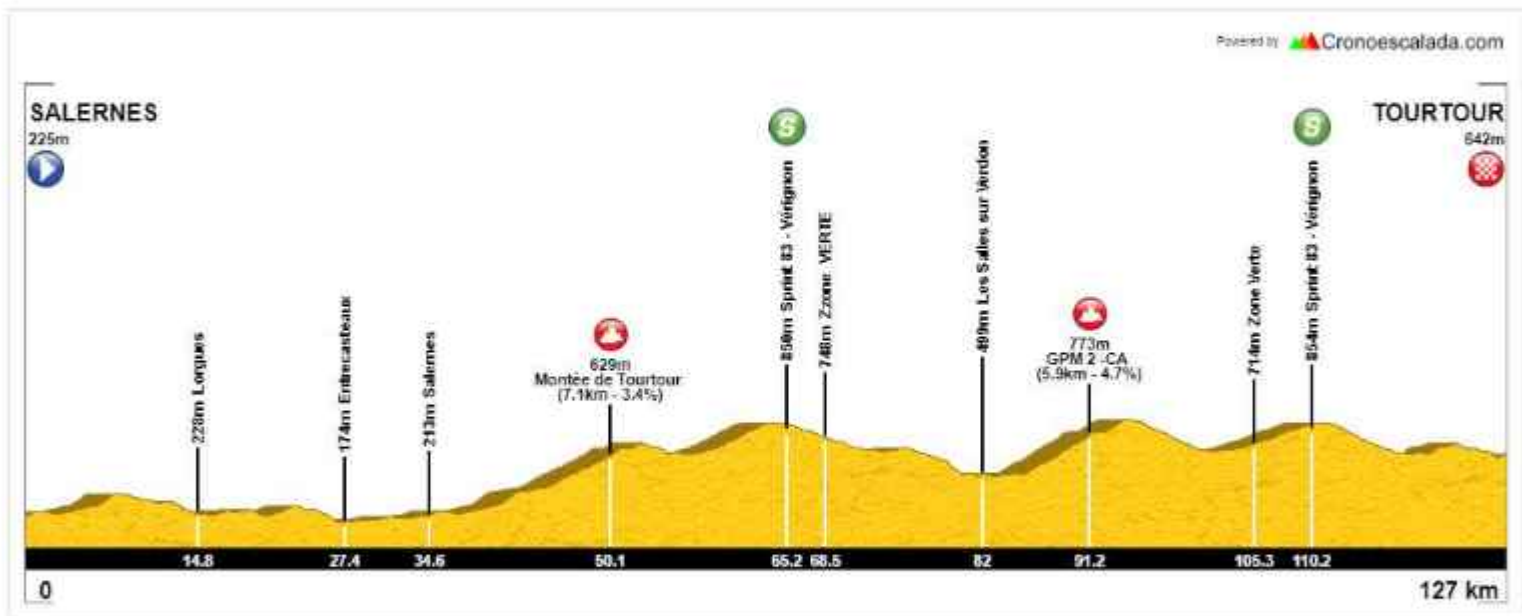 Powered by Cronoescalada.com
SALERNES
225m
TOURTOUR
642m
S
S
228m Lorgues
174m Entrecasteaux
213m Salernes
629m
Montée de Tourtour
(7.1km - 3.4%)
850m Sprint 83 - Vérignon
748m Zzone VERTE
499m Les Salles sur Verdon
773m
GPM 2 -CA
(5.9km - 4.7%)
714m Zone Verte
854m Sprint 83 - Vérignon
14.8 27.4 34.6 50.1 65.2 68.5 82 91.2 105.3 110.2
0 127 km